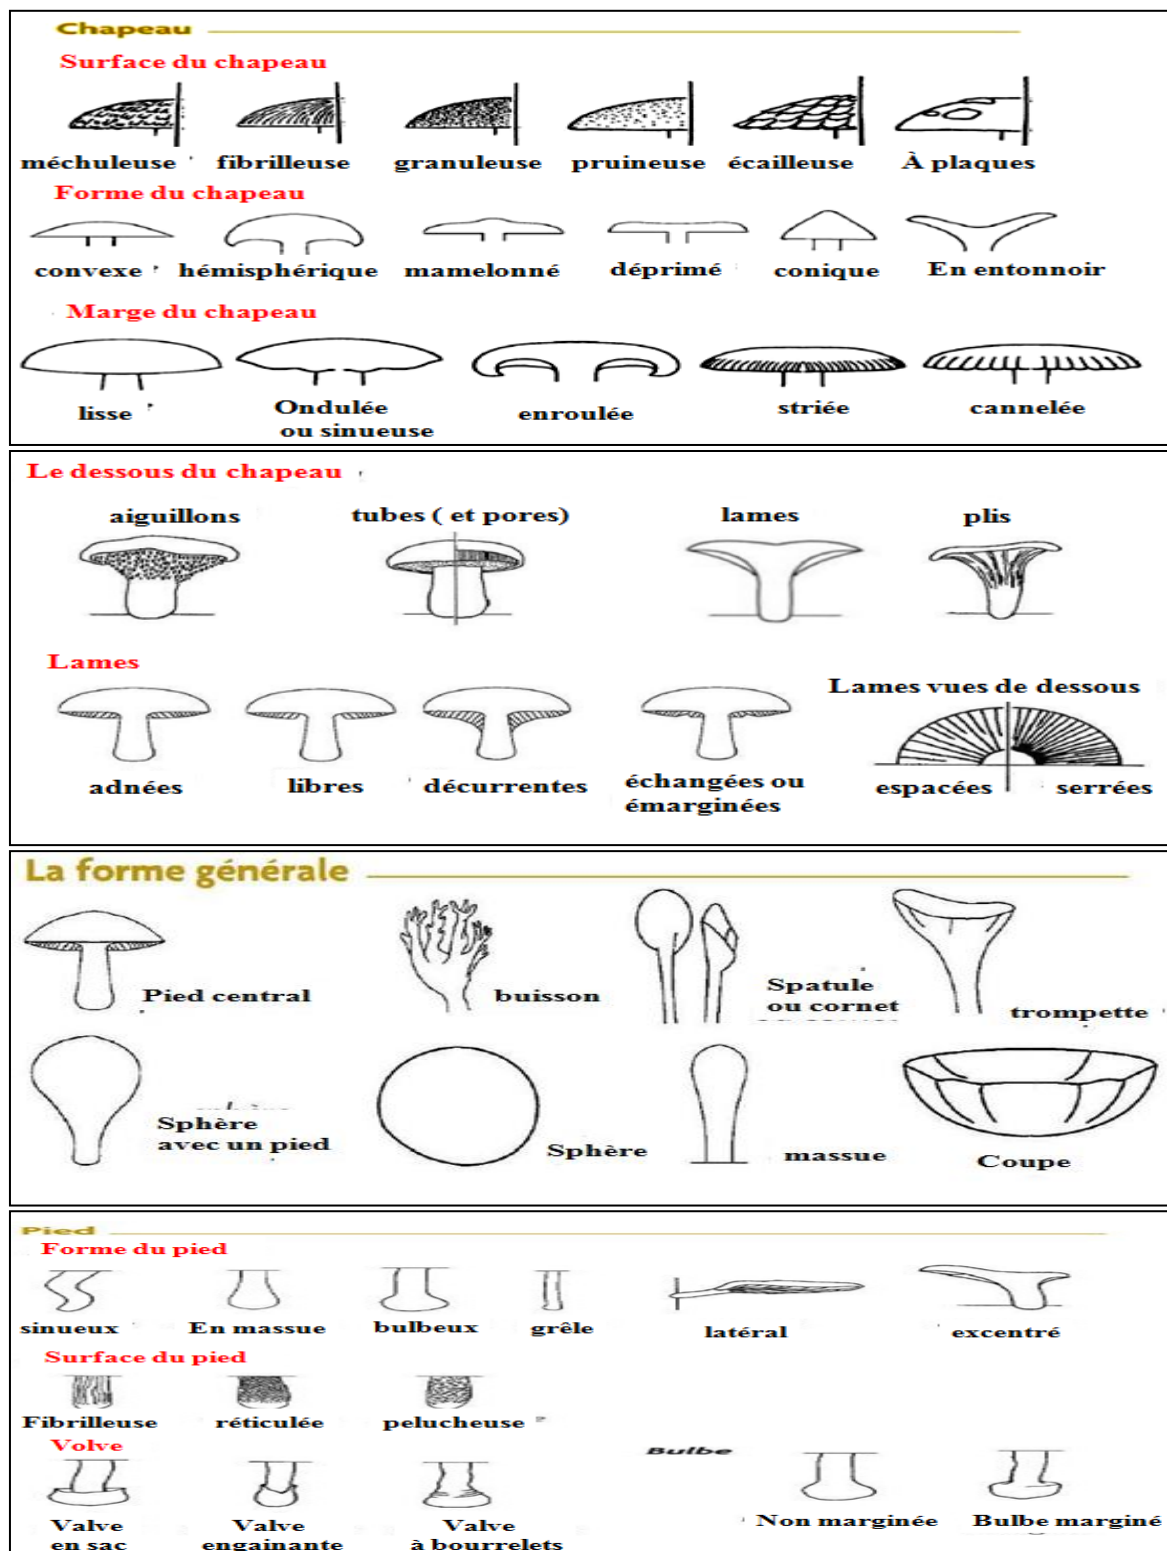 Chapeau
Surface du chapeau
méchuleuse fibrilleuse granuleuse pruineuse écailleuse À plaques
Forme du chapeau
convexe hémisphérique mamelonné déprimé conique En entonnoir
Marge du chapeau
lisse Ondulée ou sinueuse enroulée striée cannelée
Le dessous du chapeau
aiguillons tubes ( et pores) lames plis
Lames
Lames vues de dessous
adnées libres décurrentes échangées ou émarginées espacées serrées
La forme générale
Pied central buisson Spatule ou cornet trompette
Sphère avec un pied Sphère massue Coupe
Pied
Forme du pied
sinueux En massue bulbeux grêle latéral excentré
Surface du pied
Fibrilleuse réticulée pelucheuse
Volve Bulbe
Valve en sac Valve engainante Valve à bourrelets Non marginée Bulbe marginé